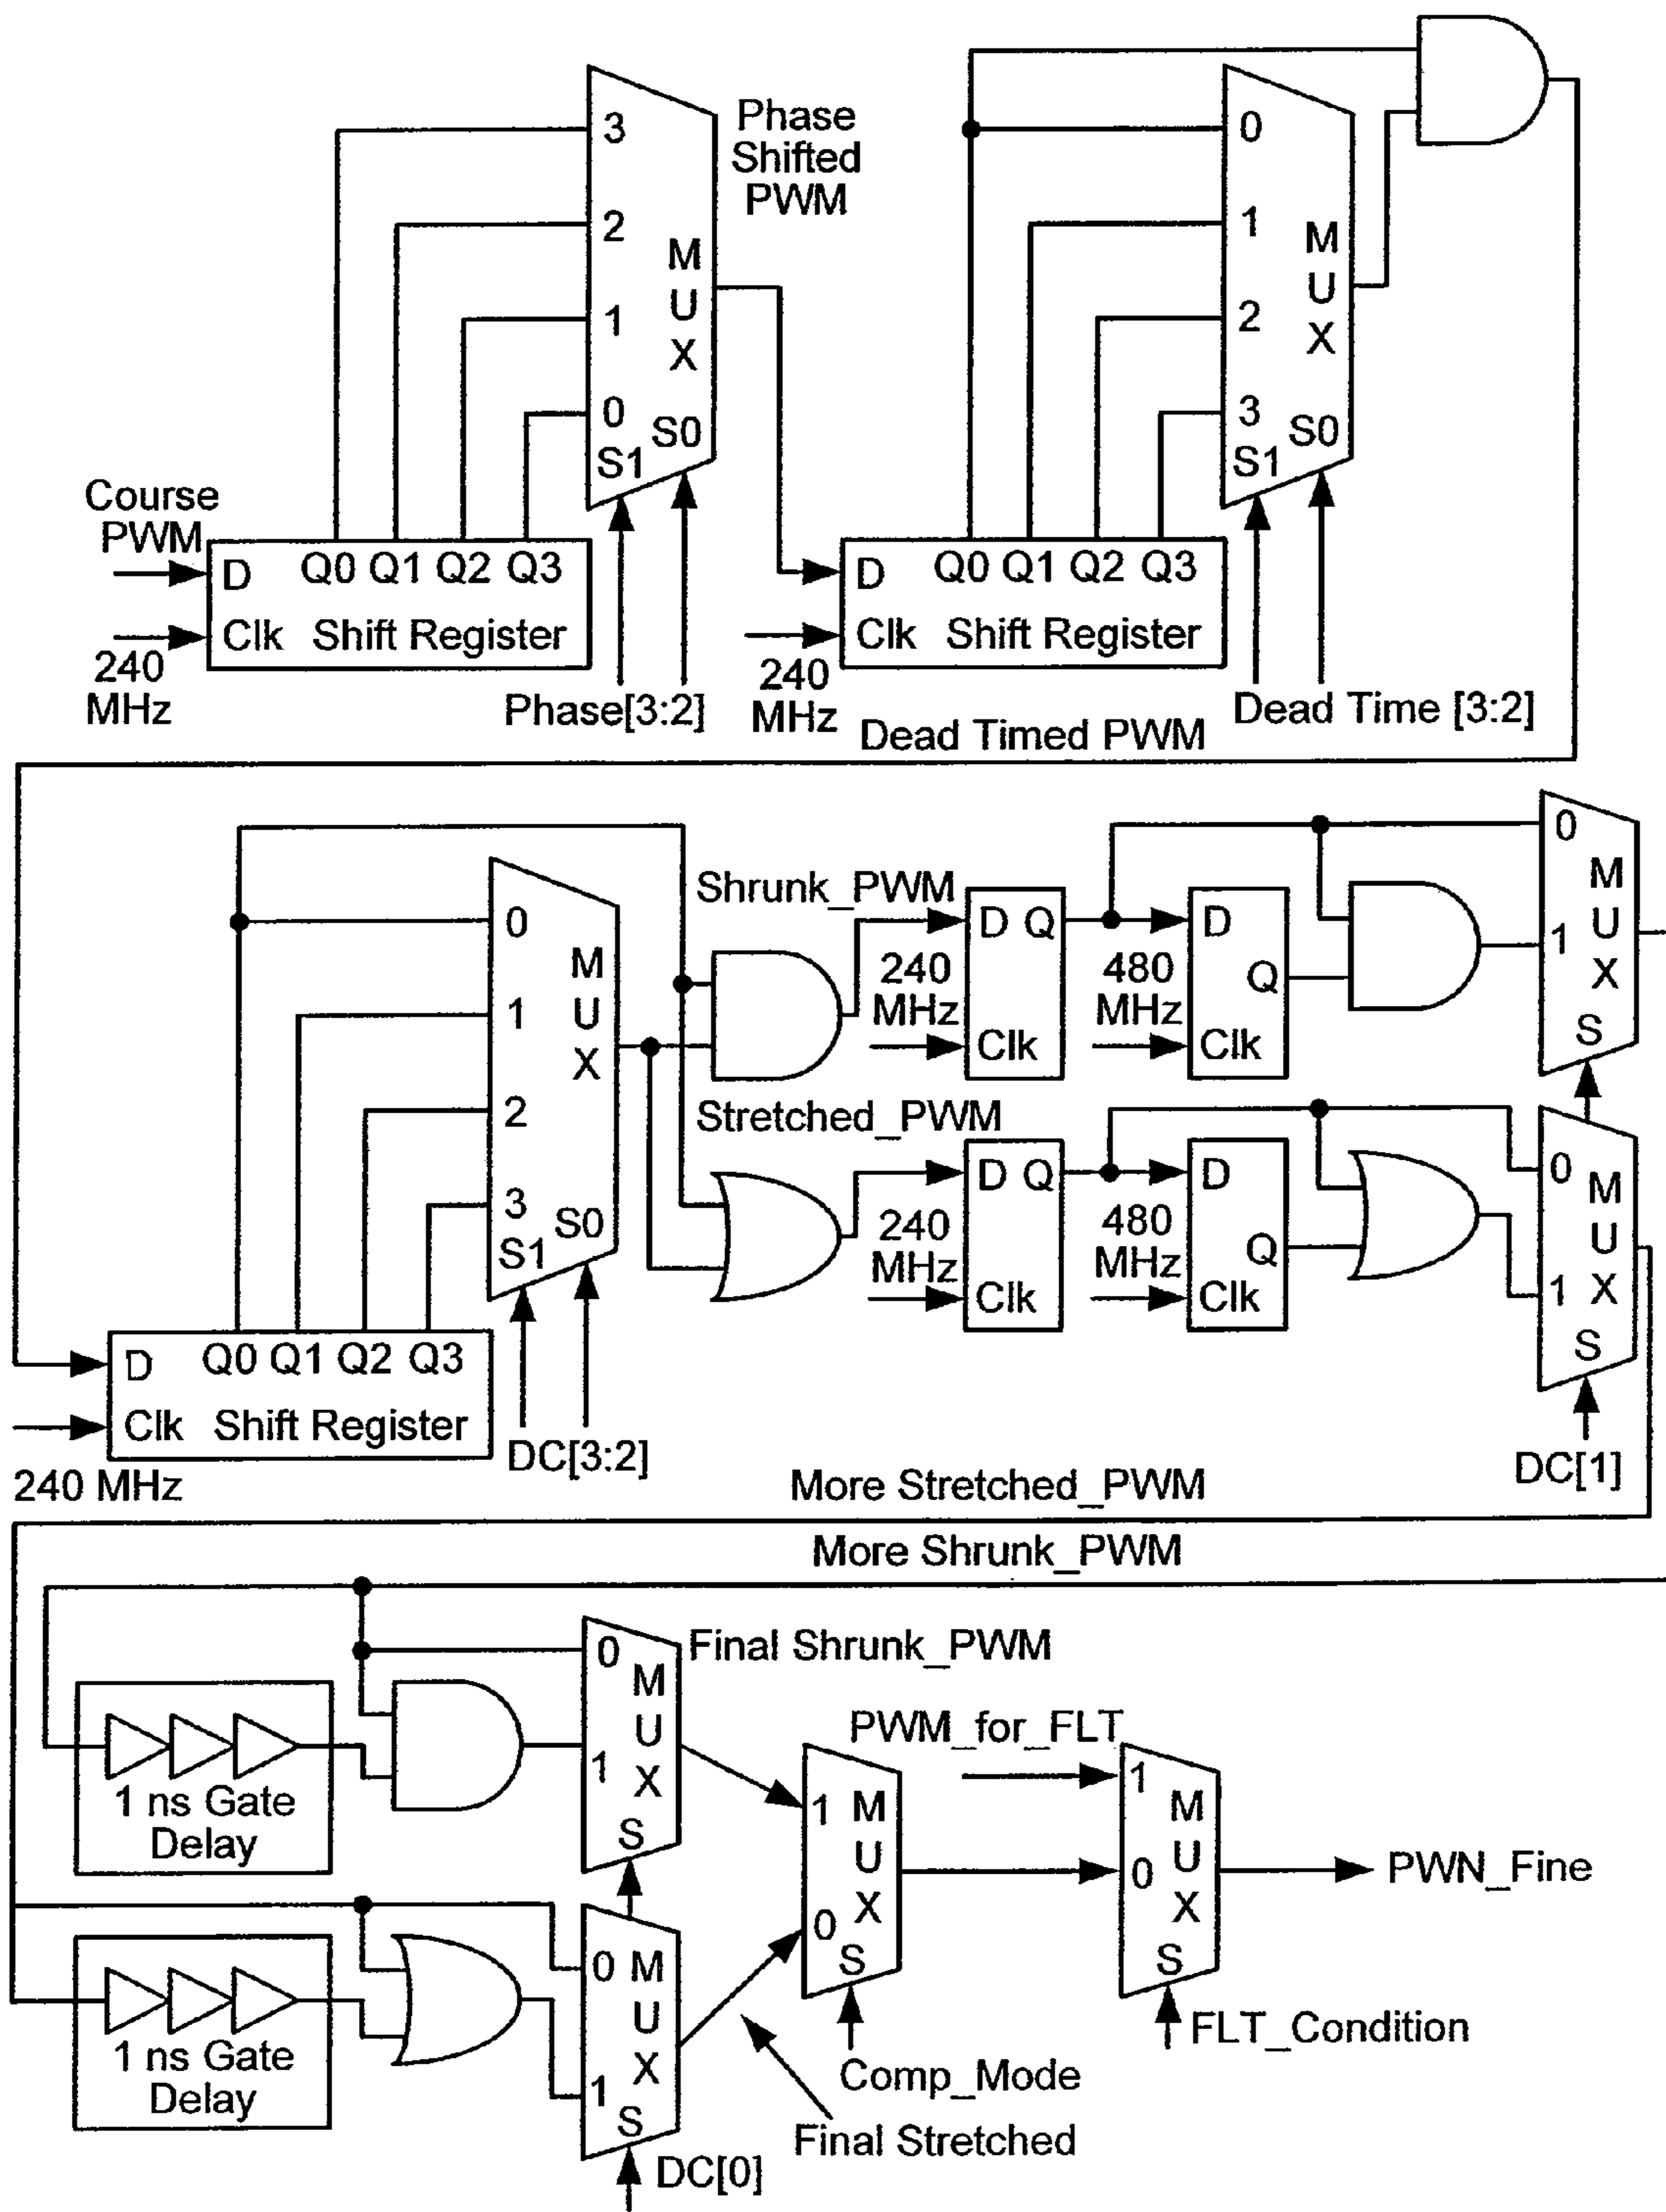 Phase
Shifted
PWM
3
2
1
0
M
U
X
S1
S0
0
1
2
3
M
U
X
S1
S0
Course
PWM
D
Q0 Q1 Q2 Q3
Clk Shift Register
240
MHz
Phase[3:2]
D
Q0 Q1 Q2 Q3
Clk Shift Register
240
MHz
Dead Time [3:2]
Dead Timed PWM
0
1
2
3
M
U
X
S1
S0
Shrunk_PWM
D Q
240
MHz
Clk
D
Q
480
MHz
Clk
0
1
M
U
X
S
Stretched_PWM
D Q
240
MHz
Clk
D
Q
480
MHz
Clk
0
1
M
U
X
S
DC[1]
D
Q0 Q1 Q2 Q3
Clk Shift Register
240 MHz
DC[3:2]
More Stretched_PWM
More Shrunk_PWM
Final Shrunk_PWM
0
1
M
U
X
S
1 ns Gate
Delay
PWM_for_FLT
1
0
M
U
X
S
1
0
M
U
X
S
PWN_Fine
0
1
M
U
X
S
1 ns Gate
Delay
FLT_Condition
Comp_Mode
Final Stretched
DC[0]